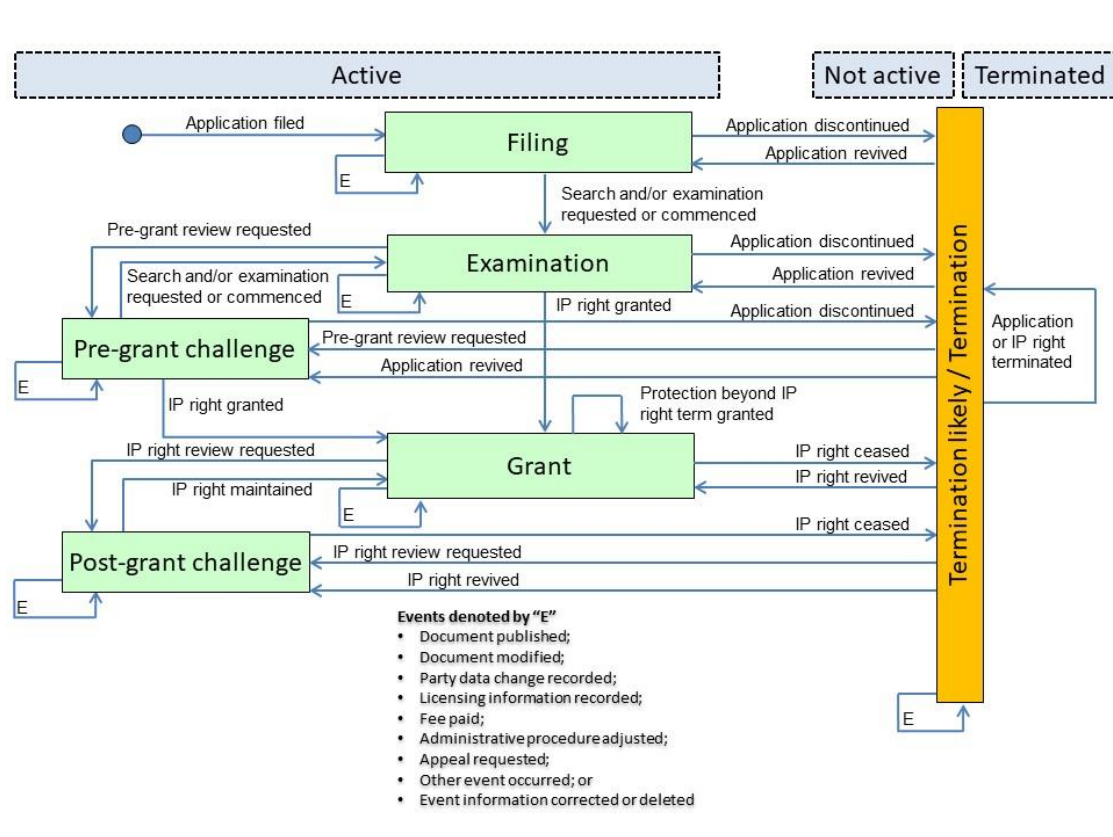 Active
Not active
Terminated
Application filed
Filing
Application discontinued
Application revived
E
Search and/or examination
requested or commenced
Pre-grant review requested
Examination
Application discontinued
Search and/or examination
requested or commenced
E
Application revived
IP right granted
Application discontinued
Application
or IP right
terminated
Pre-grant challenge
Pre-grant review requested
Application revived
E
IP right granted
Protection beyond IP
right term granted
Termination likely / Termination
IP right review requested
Grant
IP right ceased
IP right revived
IP right maintained
E
IP right ceased
Post-grant challenge
IP right review requested
IP right revived
E
Events denoted by “E”
• Document published;
• Document modified;
• Party data change recorded;
• Licensing information recorded;
• Fee paid;
• Administrative procedure adjusted;
• Appeal requested;
• Other event occurred; or
• Event information corrected or deleted
E